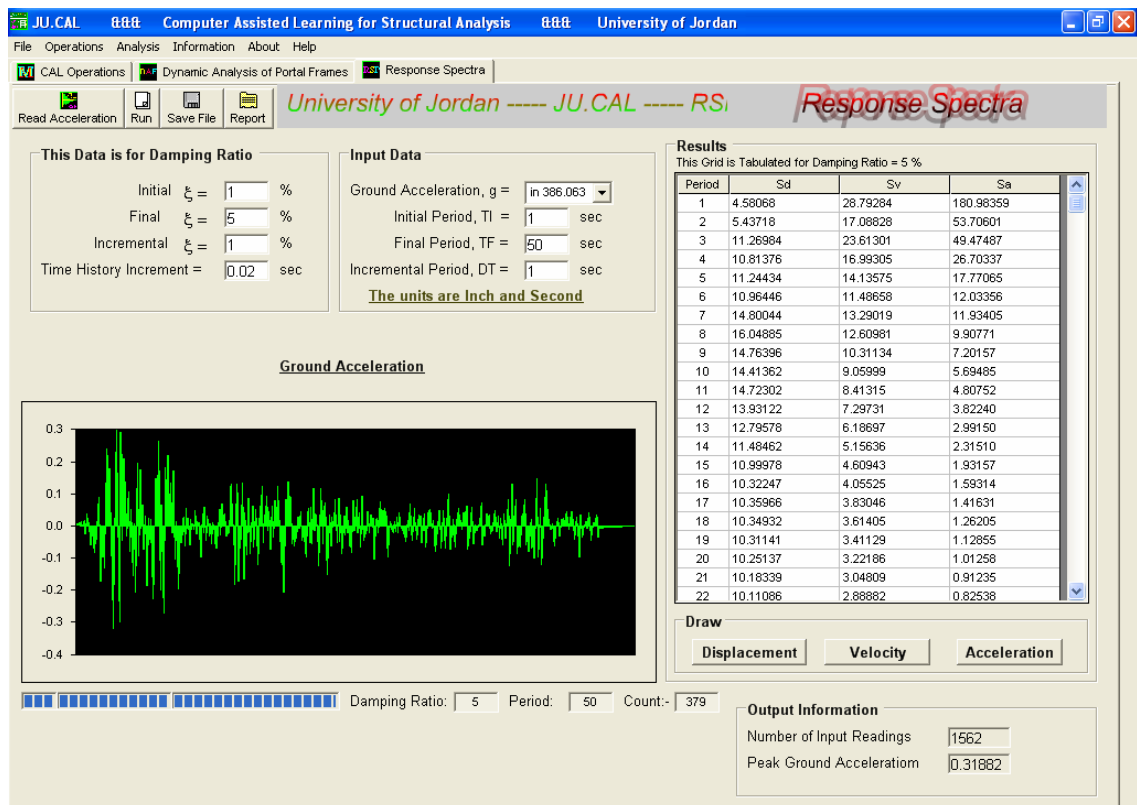 JU.CAL &&& Computer Assisted Learning for Structural Analysis &&& University of Jordan
File Operations Analysis Information About Help
CAL Operations Dynamic Analysis of Portal Frames Response Spectra
Read Acceleration Run Save File Report
University of Jordan ----- JU.CAL ----- RS
Response Spectra
This Data is for Damping Ratio
Initial ξ = 1 %
Final ξ = 5 %
Incremental ξ = 1 %
Time History Increment = 0.02 sec
Input Data
Ground Acceleration, g = in 386.063
Initial Period, TI = 1 sec
Final Period, TF = 50 sec
Incremental Period, DT = 1 sec
The units are Inch and Second
Ground Acceleration
0.3
0.2
0.1
0.0
-0.1
-0.2
-0.3
-0.4
Damping Ratio: 5 Period: 50 Count:- 379
Results
This Grid is Tabulated for Damping Ratio = 5 %
Period Sd Sv Sa
1 4.58068 28.79284 180.98359
2 5.43718 17.08828 53.70601
3 11.26984 23.61301 49.47487
4 10.81376 16.99305 26.70337
5 11.24434 14.13575 17.77065
6 10.96446 11.48658 12.03356
7 14.80044 13.29019 11.93405
8 16.04885 12.60981 9.90771
9 14.76396 10.31134 7.20157
10 14.41362 9.05999 5.69485
11 14.72302 8.41315 4.80752
12 13.93122 7.29731 3.82240
13 12.79578 6.18697 2.99150
14 11.48462 5.15636 2.31510
15 10.99978 4.60943 1.93157
16 10.32247 4.05525 1.59314
17 10.35966 3.83046 1.41631
18 10.34932 3.61405 1.26205
19 10.31141 3.41129 1.12855
20 10.25137 3.22186 1.01258
21 10.18339 3.04809 0.91235
22 10.11086 2.88882 0.82538
Draw
Displacement Velocity Acceleration
Output Information
Number of Input Readings 1562
Peak Ground Acceleratiom 0.31882